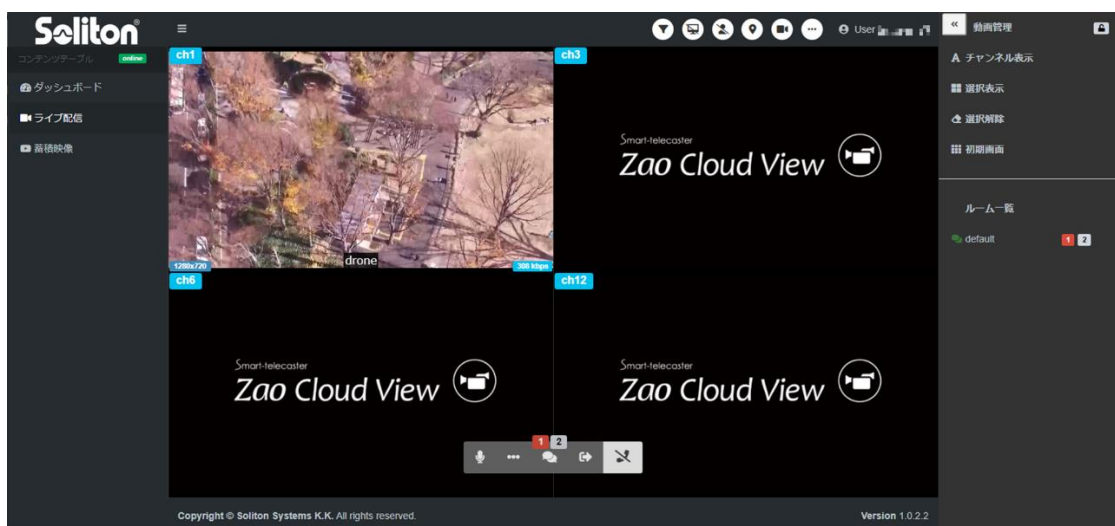 Soliton®
コンテンツテーブル online
ダッシュボード
ライブ配信
蓄積映像
User
ch1
drone
1280x720
388 kbps
ch3
Smart-telecaster
Zao Cloud View
ch6
Smart-telecaster
Zao Cloud View
ch12
Smart-telecaster
Zao Cloud View
1 2
Copyright © Soliton Systems K.K. All rights reserved.
Version 1.0.2.2
動画管理
A チャンネル表示
選択表示
選択解除
初期画面
ルーム一覧
default 1 2